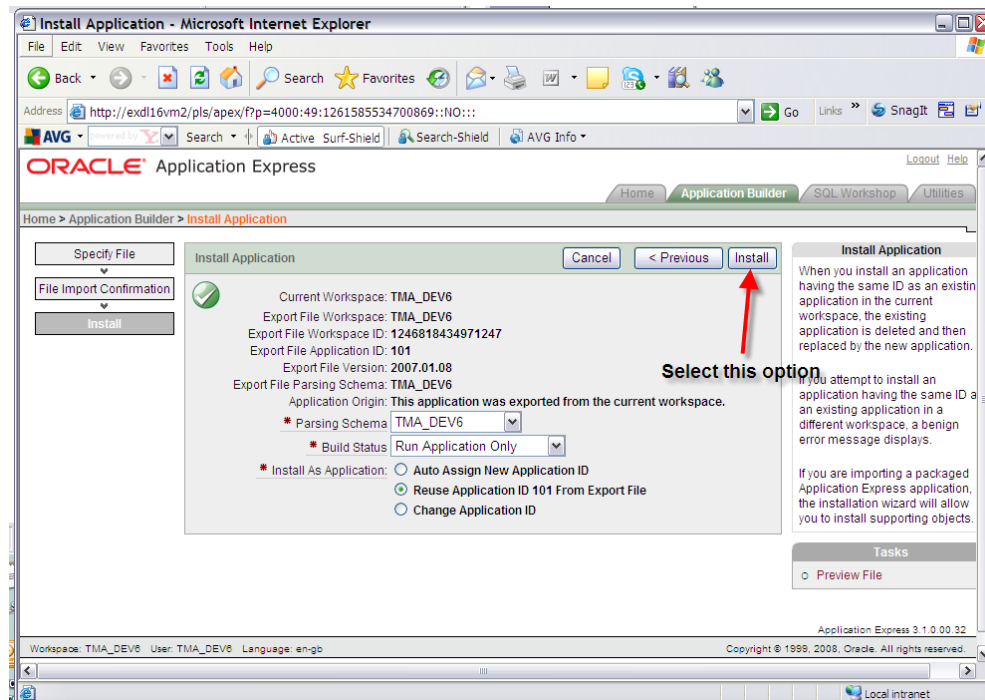 Install Application - Microsoft Internet Explorer
File Edit View Favorites Tools Help
Back Search Favorites
Address http://exdl16vm2/pls/apex/f?p=4000:49:1261585534700869::NO::: Go Links » SnagIt
AVG powered by Y! Search Active Surf-Shield Search-Shield AVG Info
ORACLE Application Express
Logout Help
Home Application Builder SQL Workshop Utilities
Home > Application Builder > Install Application
Specify File
File Import Confirmation
Install
Install Application
Cancel < Previous Install
Current Workspace: TMA_DEV6
Export File Workspace: TMA_DEV6
Export File Workspace ID: 1246818434971247
Export File Application ID: 101
Export File Version: 2007.01.08
Export File Parsing Schema: TMA_DEV6
Application Origin: This application was exported from the current workspace.
* Parsing Schema TMA_DEV6
* Build Status Run Application Only
* Install As Application: Auto Assign New Application ID
Reuse Application ID 101 From Export File
Change Application ID
Select this option
Install Application
When you install an application
having the same ID as an existin
application in the current
workspace, the existing
application is deleted and then
replaced by the new application.
If you attempt to install an
application having the same ID a
an existing application in a
different workspace, a benign
error message displays.
If you are importing a packaged
Application Express application,
the installation wizard will allow
you to install supporting objects.
Tasks
Preview File
Application Express 3.1.0.00.32
Workspace: TMA_DEV6 User: TMA_DEV6 Language: en-gb
Copyright © 1999, 2008, Oracle. All rights reserved.
Local intranet